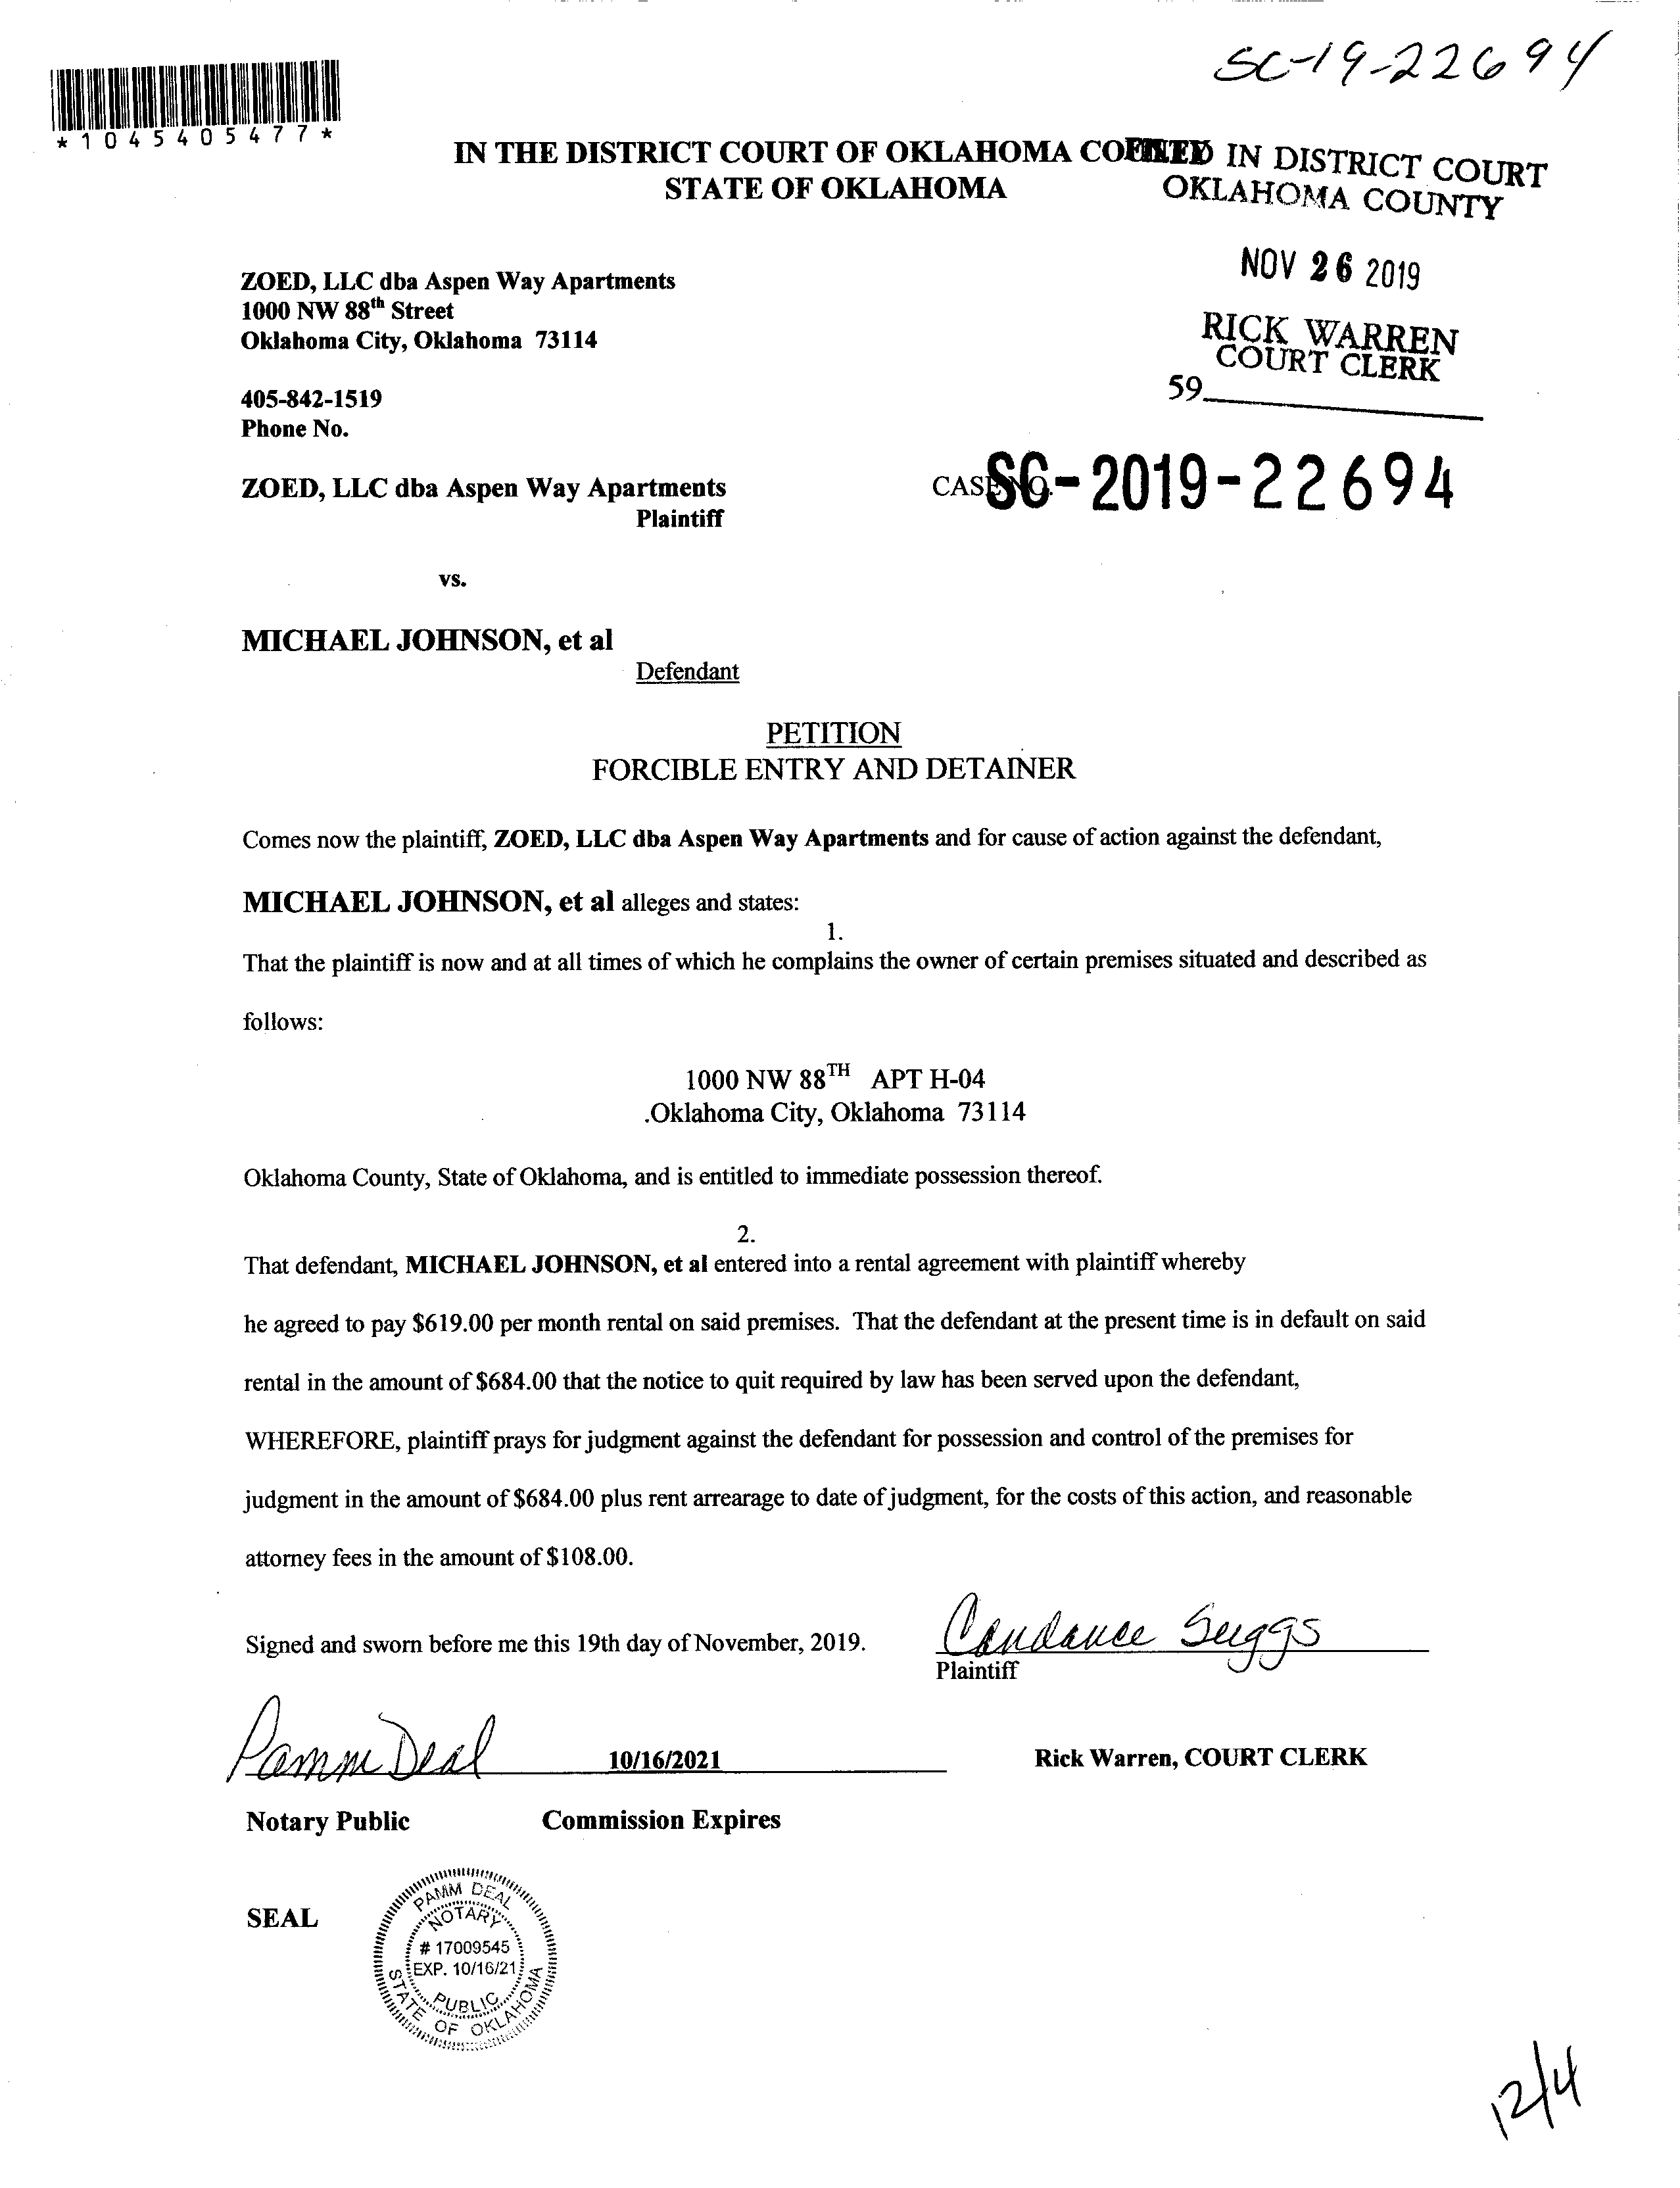 SC-19-22694
*1045405477*
IN THE DISTRICT COURT OF OKLAHOMA COUNTY
STATE OF OKLAHOMA
FILED IN DISTRICT COURT
OKLAHOMA COUNTY
NOV 26 2019
RICK WARREN
COURT CLERK
59
ZOED, LLC dba Aspen Way Apartments
1000 NW 88th Street
Oklahoma City, Oklahoma 73114
405-842-1519
Phone No.
ZOED, LLC dba Aspen Way Apartments
Plaintiff
CASE NO.
SC-2019-22694
vs.
MICHAEL JOHNSON, et al
Defendant
PETITION
FORCIBLE ENTRY AND DETAINER
Comes now the plaintiff, ZOED, LLC dba Aspen Way Apartments and for cause of action against the defendant,
MICHAEL JOHNSON, et al alleges and states:
1.
That the plaintiff is now and at all times of which he complains the owner of certain premises situated and described as
follows:
1000 NW 88TH APT H-04
.Oklahoma City, Oklahoma 73114
Oklahoma County, State of Oklahoma, and is entitled to immediate possession thereof.
2.
That defendant, MICHAEL JOHNSON, et al entered into a rental agreement with plaintiff whereby
he agreed to pay $619.00 per month rental on said premises. That the defendant at the present time is in default on said
rental in the amount of $684.00 that the notice to quit required by law has been served upon the defendant,
WHEREFORE, plaintiff prays for judgment against the defendant for possession and control of the premises for
judgment in the amount of $684.00 plus rent arrearage to date of judgment, for the costs of this action, and reasonable
attorney fees in the amount of $108.00.
Signed and sworn before me this 19th day of November, 2019.
Candance Suggs
Plaintiff
Pamm Deal 10/16/2021
Rick Warren, COURT CLERK
Notary Public Commission Expires
SEAL
PAMM DEAL
NOTARY
# 17009545
EXP. 10/16/21
PUBLIC
STATE OF OKLAHOMA
12/4